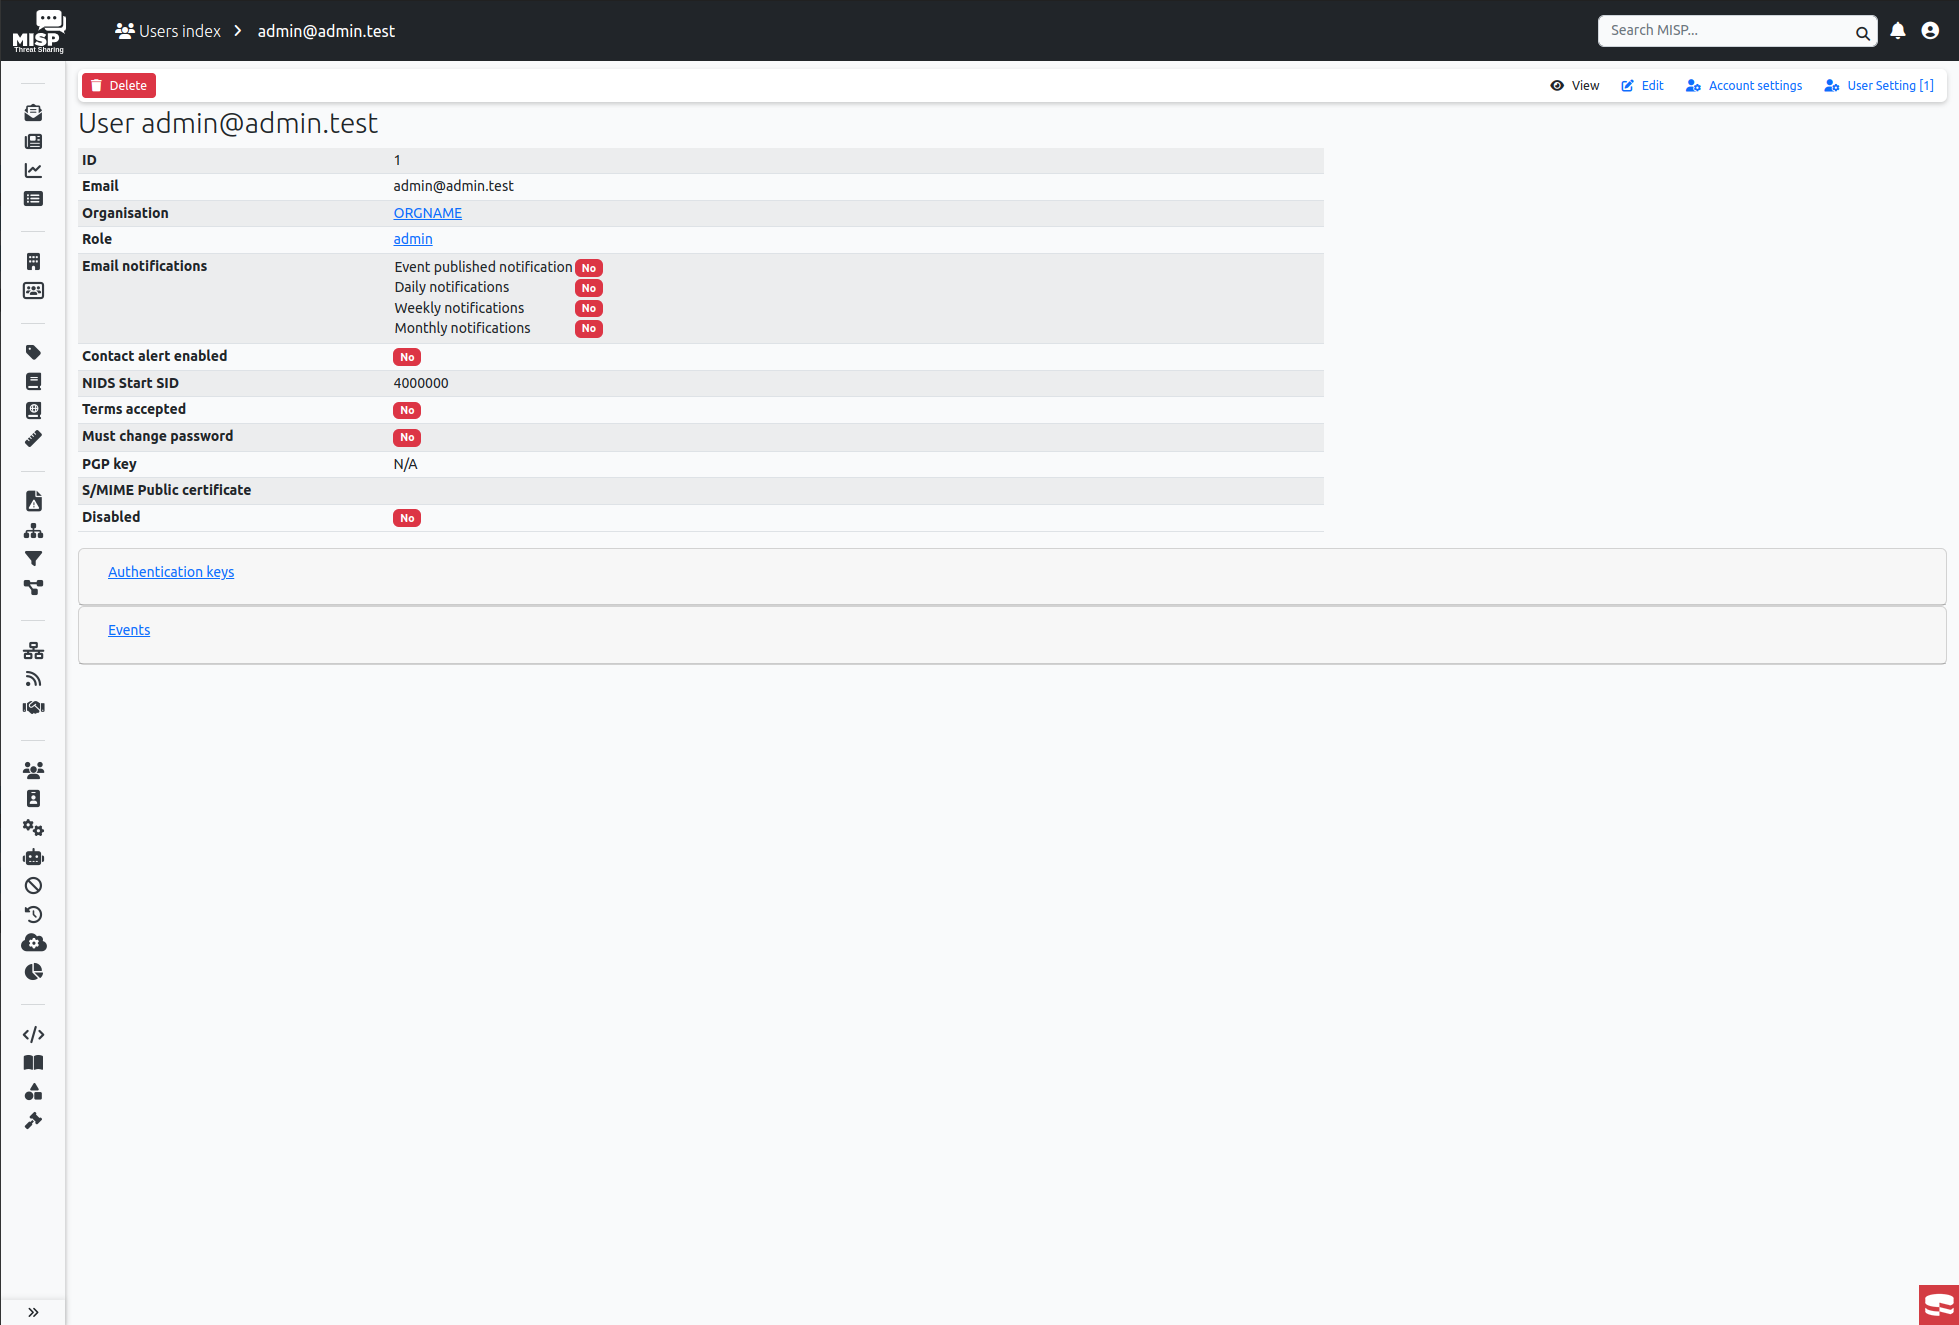 MISP
Threat Sharing
Users index
admin@admin.test
Search MISP...
Delete
View
Edit
Account settings
User Setting [1]
User admin@admin.test
ID 1
Email admin@admin.test
Organisation ORGNAME
Role admin
Email notifications Event published notification No
Daily notifications No
Weekly notifications No
Monthly notifications No
Contact alert enabled No
NIDS Start SID 4000000
Terms accepted No
Must change password No
PGP key N/A
S/MIME Public certificate
Disabled No
Authentication keys
Events